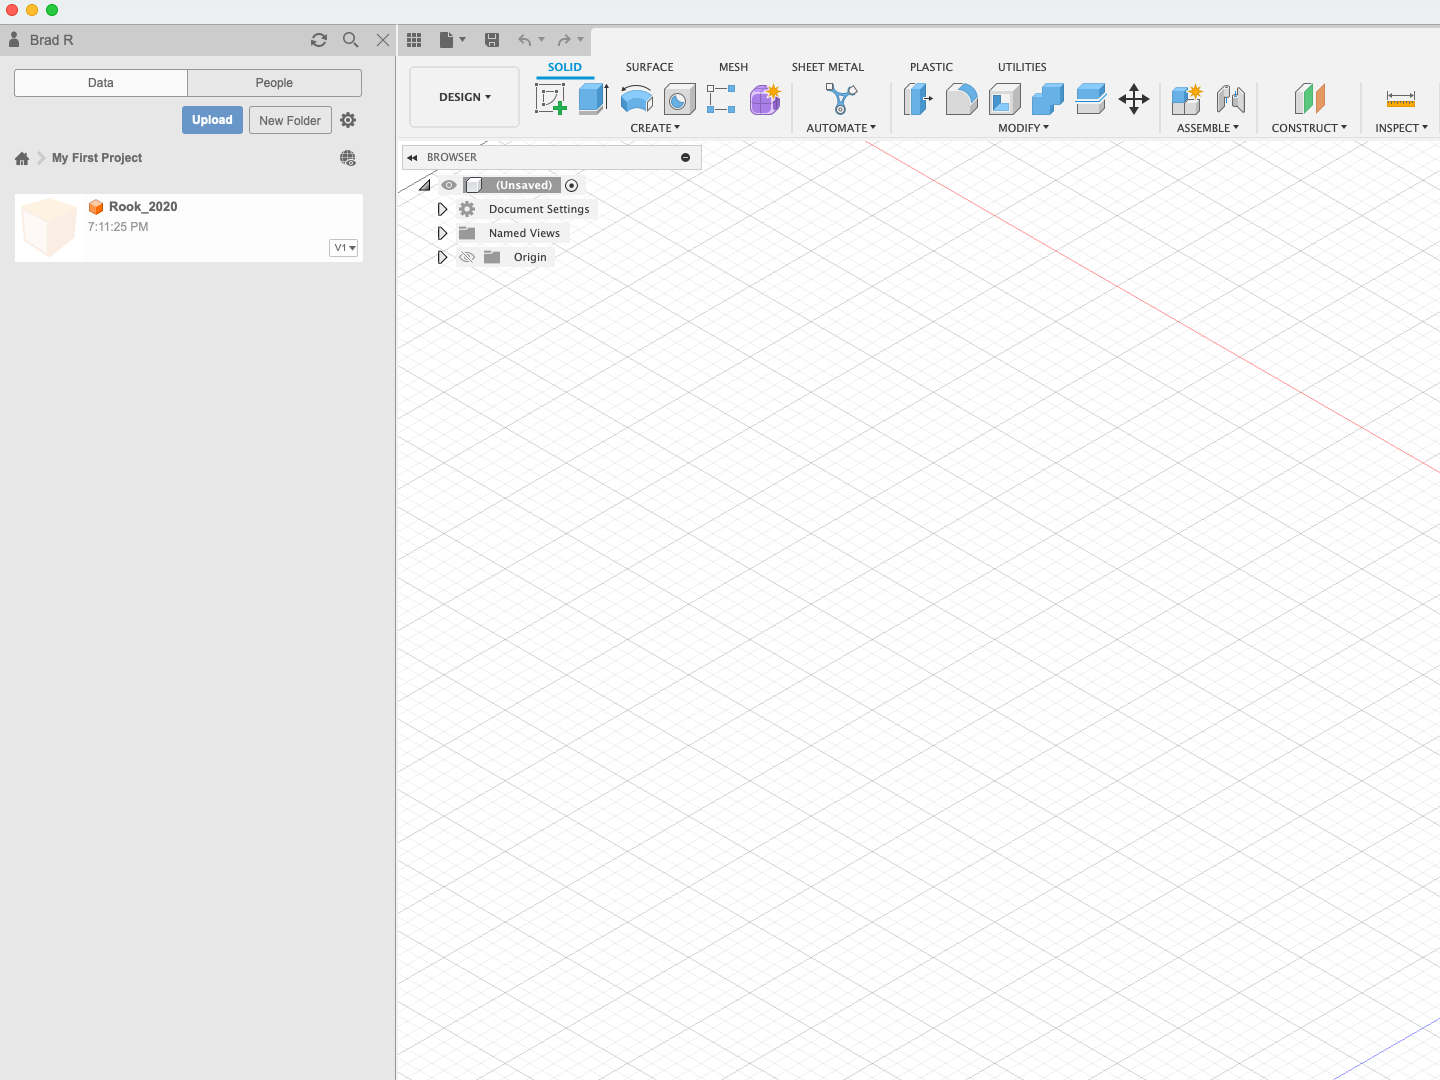 Brad R
Data
People
Upload
New Folder
My First Project
Rook_2020
7:11:25 PM
V1
SOLID
SURFACE
MESH
SHEET METAL
PLASTIC
UTILITIES
DESIGN
CREATE
AUTOMATE
MODIFY
ASSEMBLE
CONSTRUCT
INSPECT
BROWSER
(Unsaved)
Document Settings
Named Views
Origin